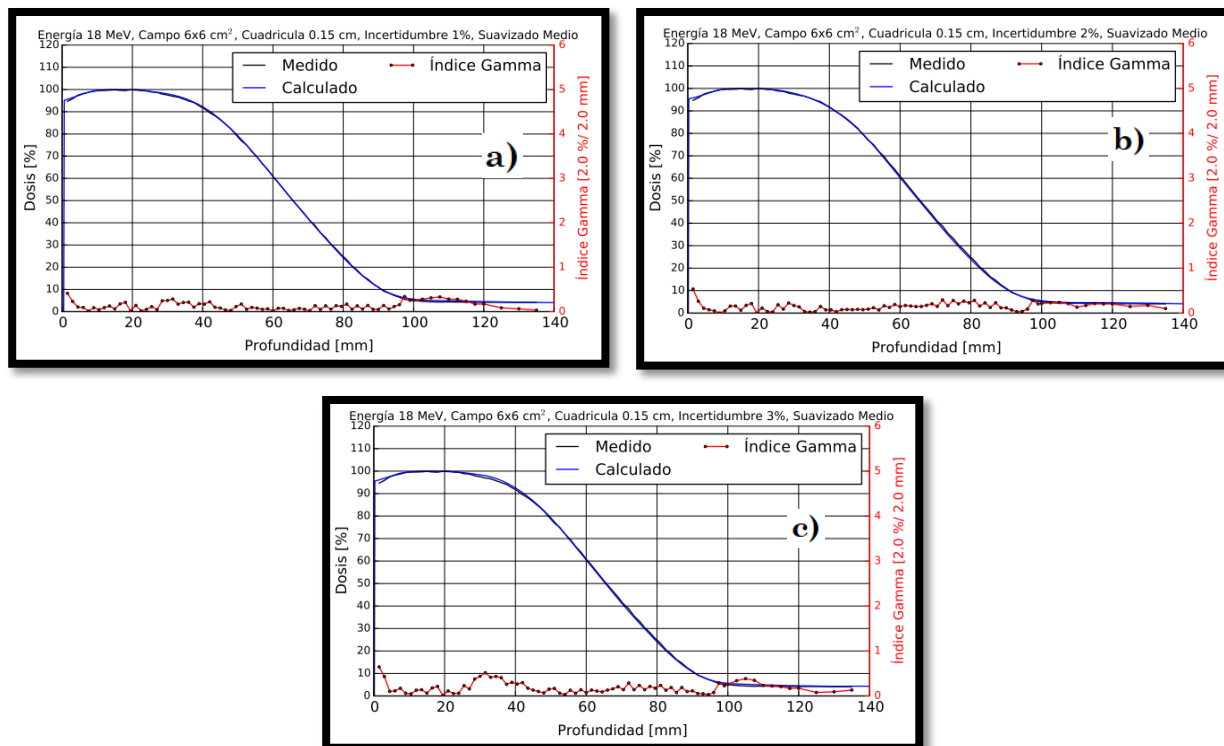 Energía 18 MeV, Campo 6x6 cm², Cuadricula 0.15 cm, Incertidumbre 1%, Suavizado Medio
120
110
100
90
80
70
60
50
40
30
20
10
0
Dosis [%]
Medido
Calculado
Índice Gamma
a)
6
5
4
3
2
1
0
Índice Gamma [2.0 %/ 2.0 mm]
0 20 40 60 80 100 120 140
Profundidad [mm]
Energía 18 MeV, Campo 6x6 cm², Cuadricula 0.15 cm, Incertidumbre 2%, Suavizado Medio
120
110
100
90
80
70
60
50
40
30
20
10
0
Dosis [%]
Medido
Calculado
Índice Gamma
b)
6
5
4
3
2
1
0
Índice Gamma [2.0 %/ 2.0 mm]
0 20 40 60 80 100 120 140
Profundidad [mm]
Energía 18 MeV, Campo 6x6 cm², Cuadricula 0.15 cm, Incertidumbre 3%, Suavizado Medio
120
110
100
90
80
70
60
50
40
30
20
10
0
Dosis [%]
Medido
Calculado
Índice Gamma
c)
6
5
4
3
2
1
0
Índice Gamma [2.0 %/ 2.0 mm]
0 20 40 60 80 100 120 140
Profundidad [mm]